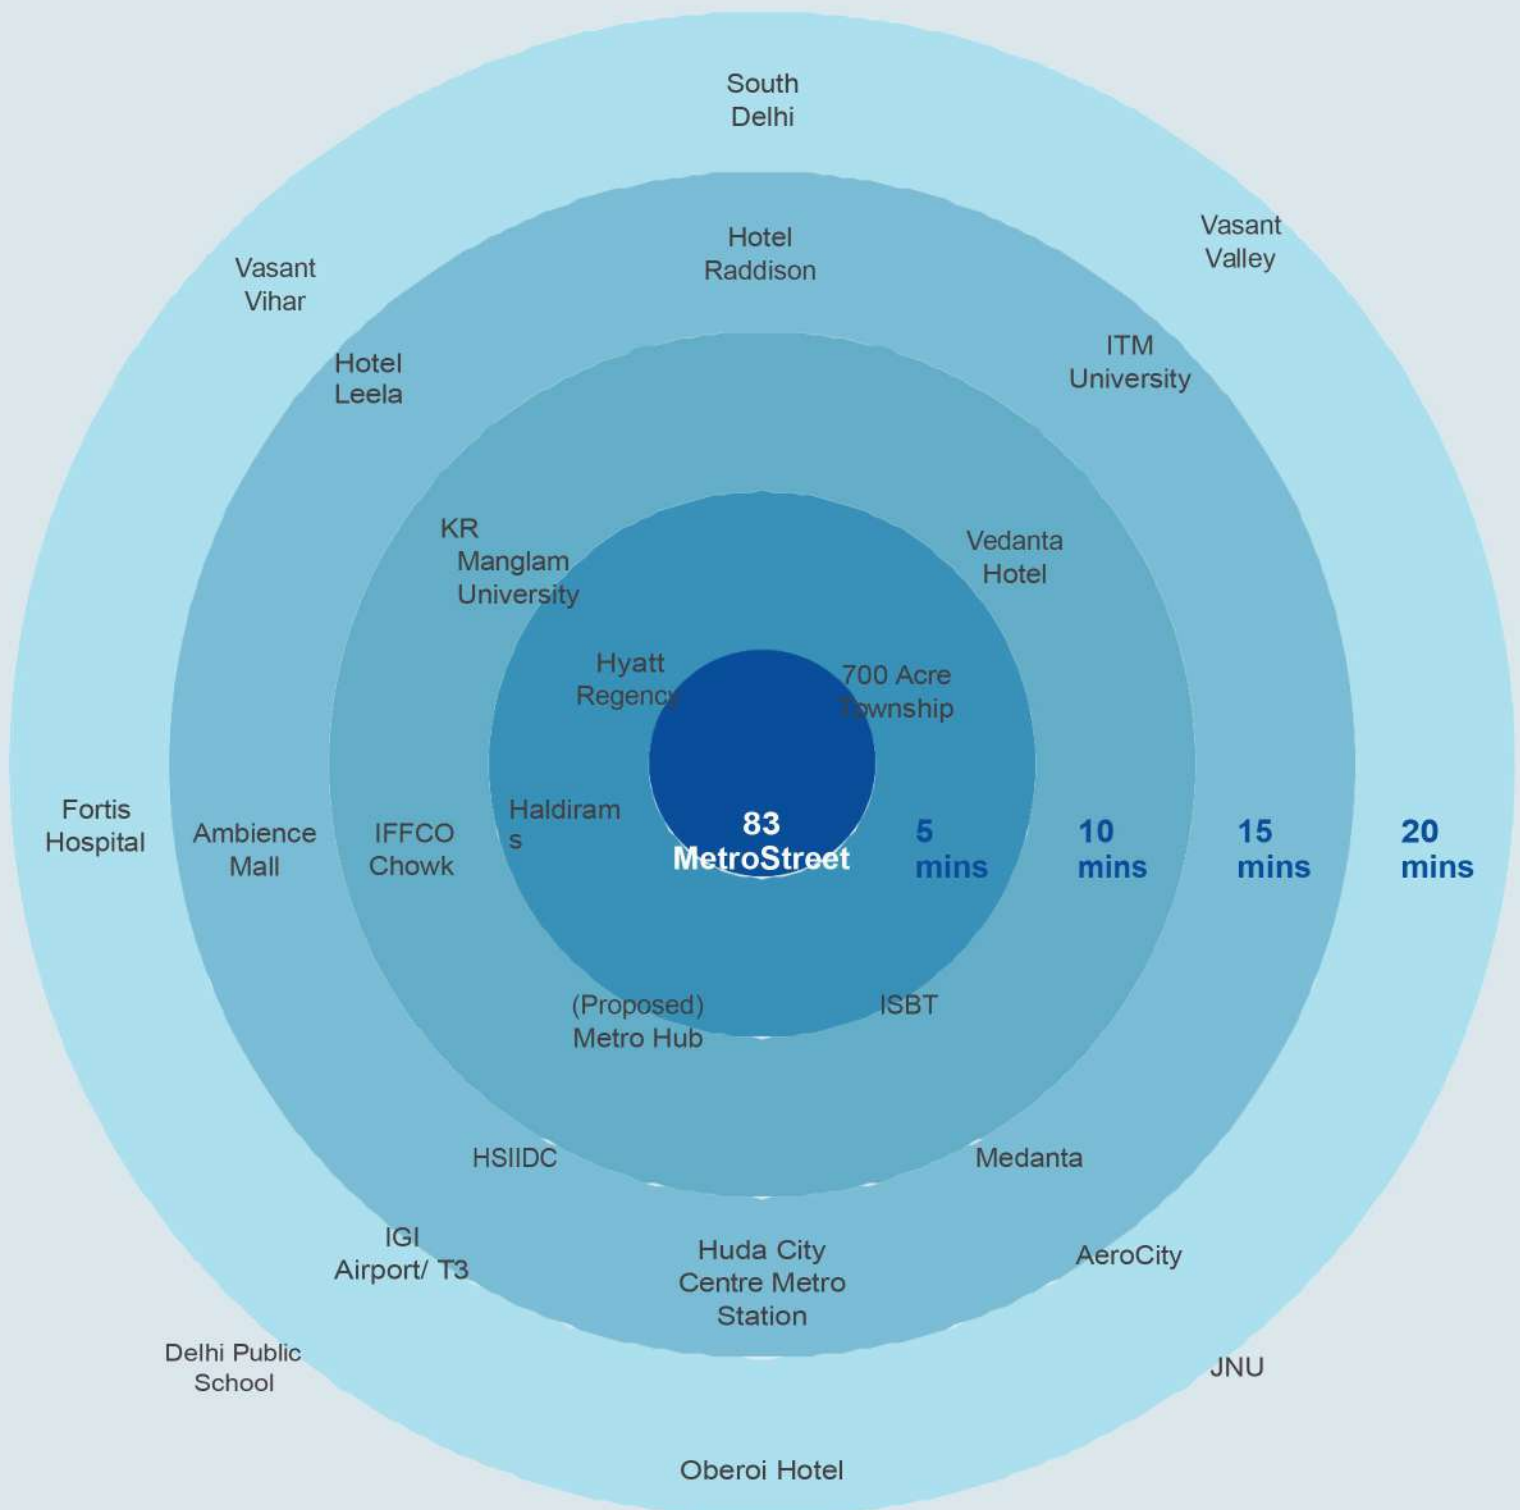 South
Delhi
Vasant
Valley
Hotel
Raddison
Vasant
Vihar
ITM
University
Hotel
Leela
KR
Manglam
University
Vedanta
Hotel
Hyatt
Regency
700 Acre
Township
Fortis
Hospital
Ambience
Mall
IFFCO
Chowk
Haldiram
s
83
MetroStreet
5
mins
10
mins
15
mins
20
mins
(Proposed)
Metro Hub
ISBT
HSIIDC
Medanta
IGI
Airport/ T3
Huda City
Centre Metro
Station
AeroCity
Delhi Public
School
JNU
Oberoi Hotel